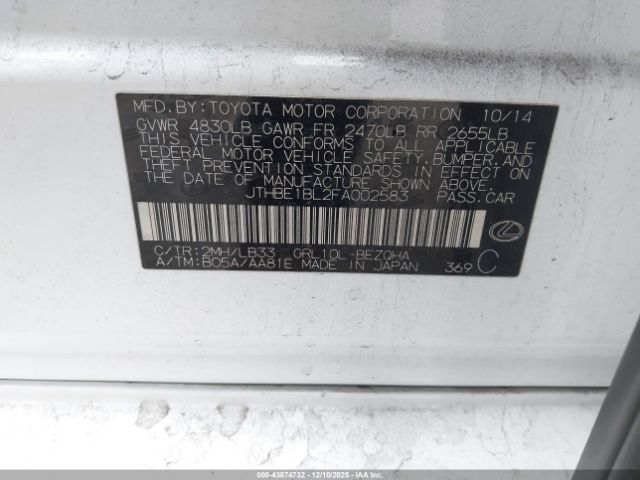 MFD.BY:TOYOTA MOTOR CORPORATION 10/14
GVWR 4830LB GAWR FR 2470LB RR 2655LB
THIS VEHICLE CONFORMS TO ALL APPLICABLE
FEDERAL MOTOR VEHICLE SAFETY,BUMPER,AND
THEFT PREVENTION STANDARDS IN EFFECT ON
THE DATE OF MANUFACTURE SHOWN ABOVE.
JTHBE1BL2FA002583 PASS.CAR
C/TR:2MH/LB33 GRL10L-BEZQHA
A/TM:B05A/AA81E MADE IN JAPAN 369 C
000-43874732 - 12/10/2025 - IAAI.COM